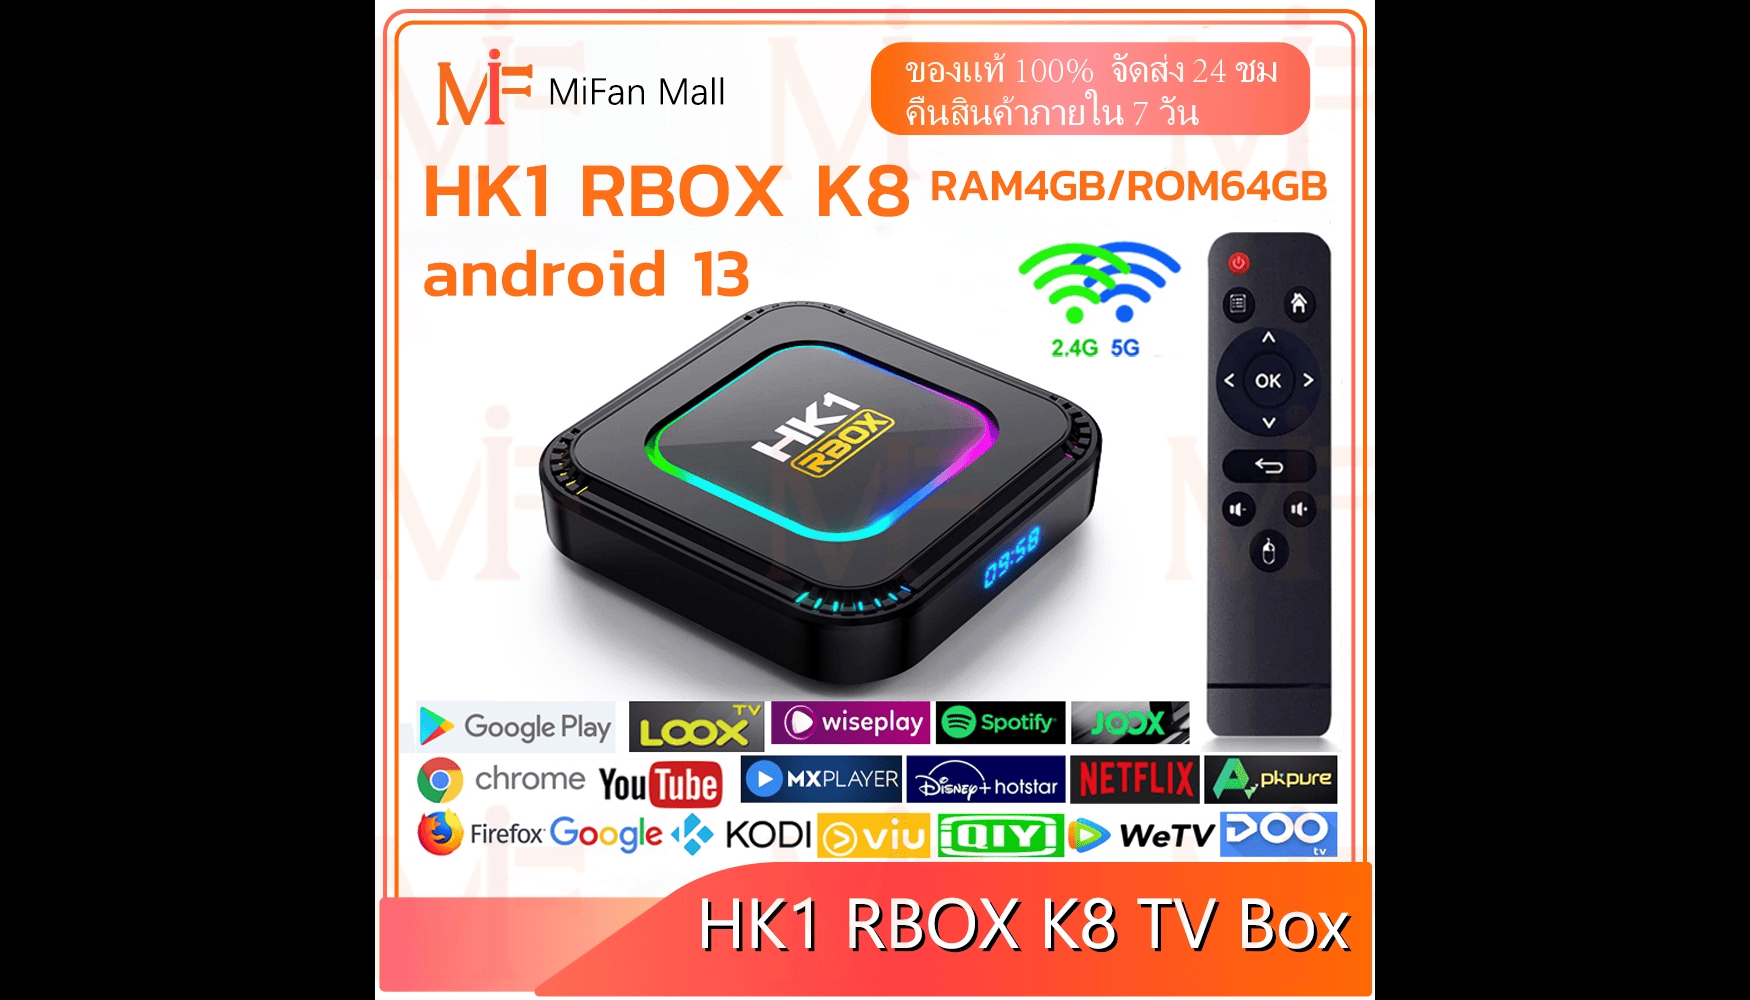 MiFan Mall
ของแท้ 100% จัดส่ง 24 ชม
คืนสินค้าภายใน 7 วัน
HK1 RBOX K8 RAM4GB/ROM64GB
android 13
2.4G 5G
OK
HK1
RBOX
09:58
Google Play LOOX TV wiseplay Spotify JOOX
chrome YouTube MXPLAYER Disney+ hotstar NETFLIX Apkpure
Firefox Google KODI viu iQIYI WeTV DOO tv
HK1 RBOX K8 TV Box